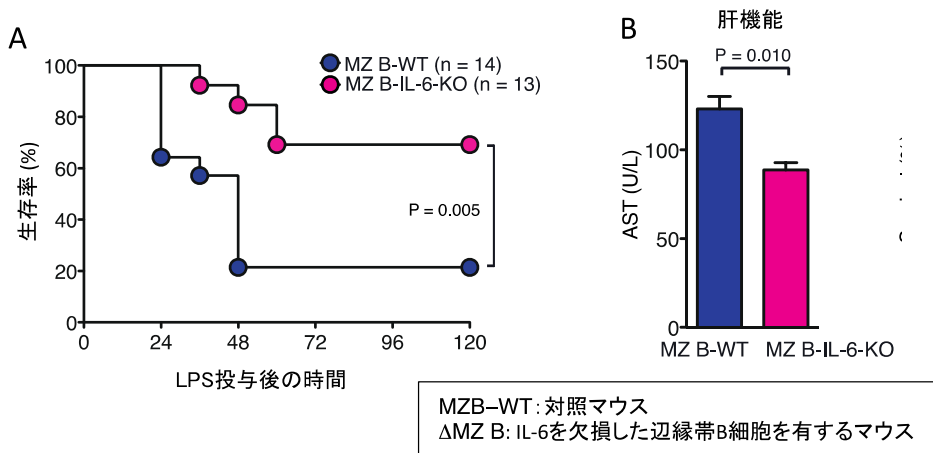 A
MZ B-WT (n = 14)
MZ B-IL-6-KO (n = 13)
生存率 (%)
100
80
60
40
20
0
P = 0.005
0 24 48 72 96 120
LPS投与後の時間
B
肝機能
P = 0.010
AST (U/L)
150
100
50
0
MZ B-WT MZ B-IL-6-KO
MZB–WT: 対照マウス
ΔMZ B: IL-6を欠損した辺縁帯B細胞を有するマウス